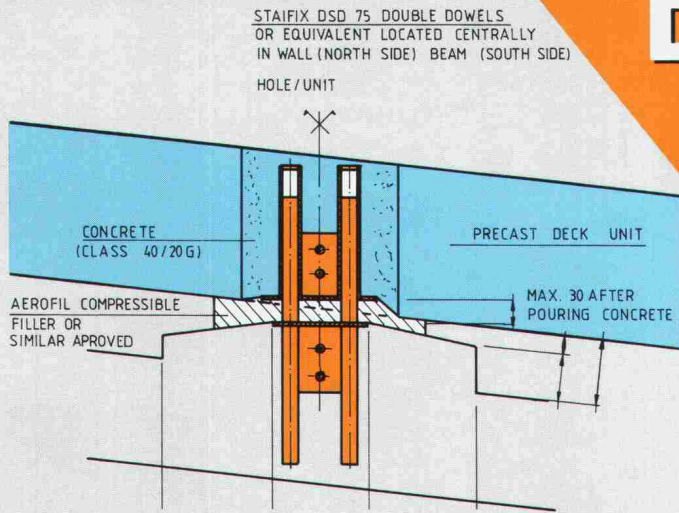 STAIFIX DSD 75 DOUBLE DOWELS
OR EQUIVALENT LOCATED CENTRALLY
IN WALL (NORTH SIDE) BEAM (SOUTH SIDE)
HOLE/UNIT
CONCRETE
(CLASS 40/20G)
PRECAST DECK UNIT
AEROFIL COMPRESSIBLE
FILLER OR
SIMILAR APROVED
MAX. 30 AFTER
POURING CONCRETE